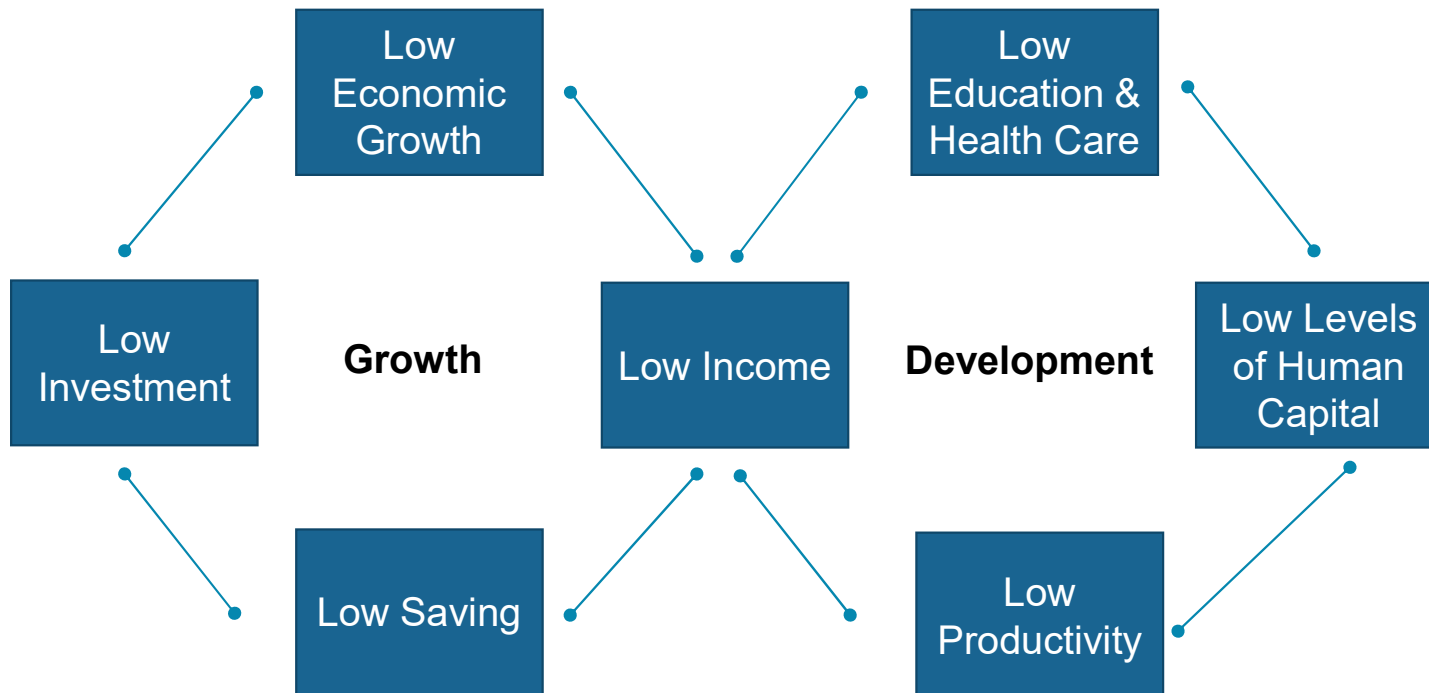 Low
Economic
Growth
Low
Education &
Health Care
Low
Investment
Growth
Low Income
Development
Low Levels
of Human
Capital
Low Saving
Low
Productivity